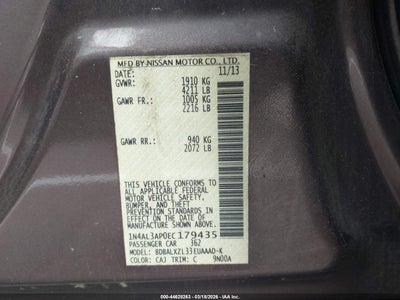 MFD BY NISSAN MOTOR CO., LTD.
DATE: 11/13
GVWR: 1910 KG
4211 LB
GAWR FR: 1005 KG
2216 LB
GAWR RR: 940 KG
2072 LB
THIS VEHICLE CONFORMS TO
ALL APPLICABLE FEDERAL
MOTOR VEHICLE SAFETY,
BUMPER, AND THEFT PREVENTION
STANDARDS IN EFFECT ON THE
DATE OF MANUFACTURE SHOWN ABOVE.
1N4AL3AP0EC179435
PASSENGER CAR 362
MODEL: BDBALXZL33EUAAAD-K
COLOR: CAJ TRIM: C 9N00A
000-44628263 - 03/18/2026 - IAAI.COM